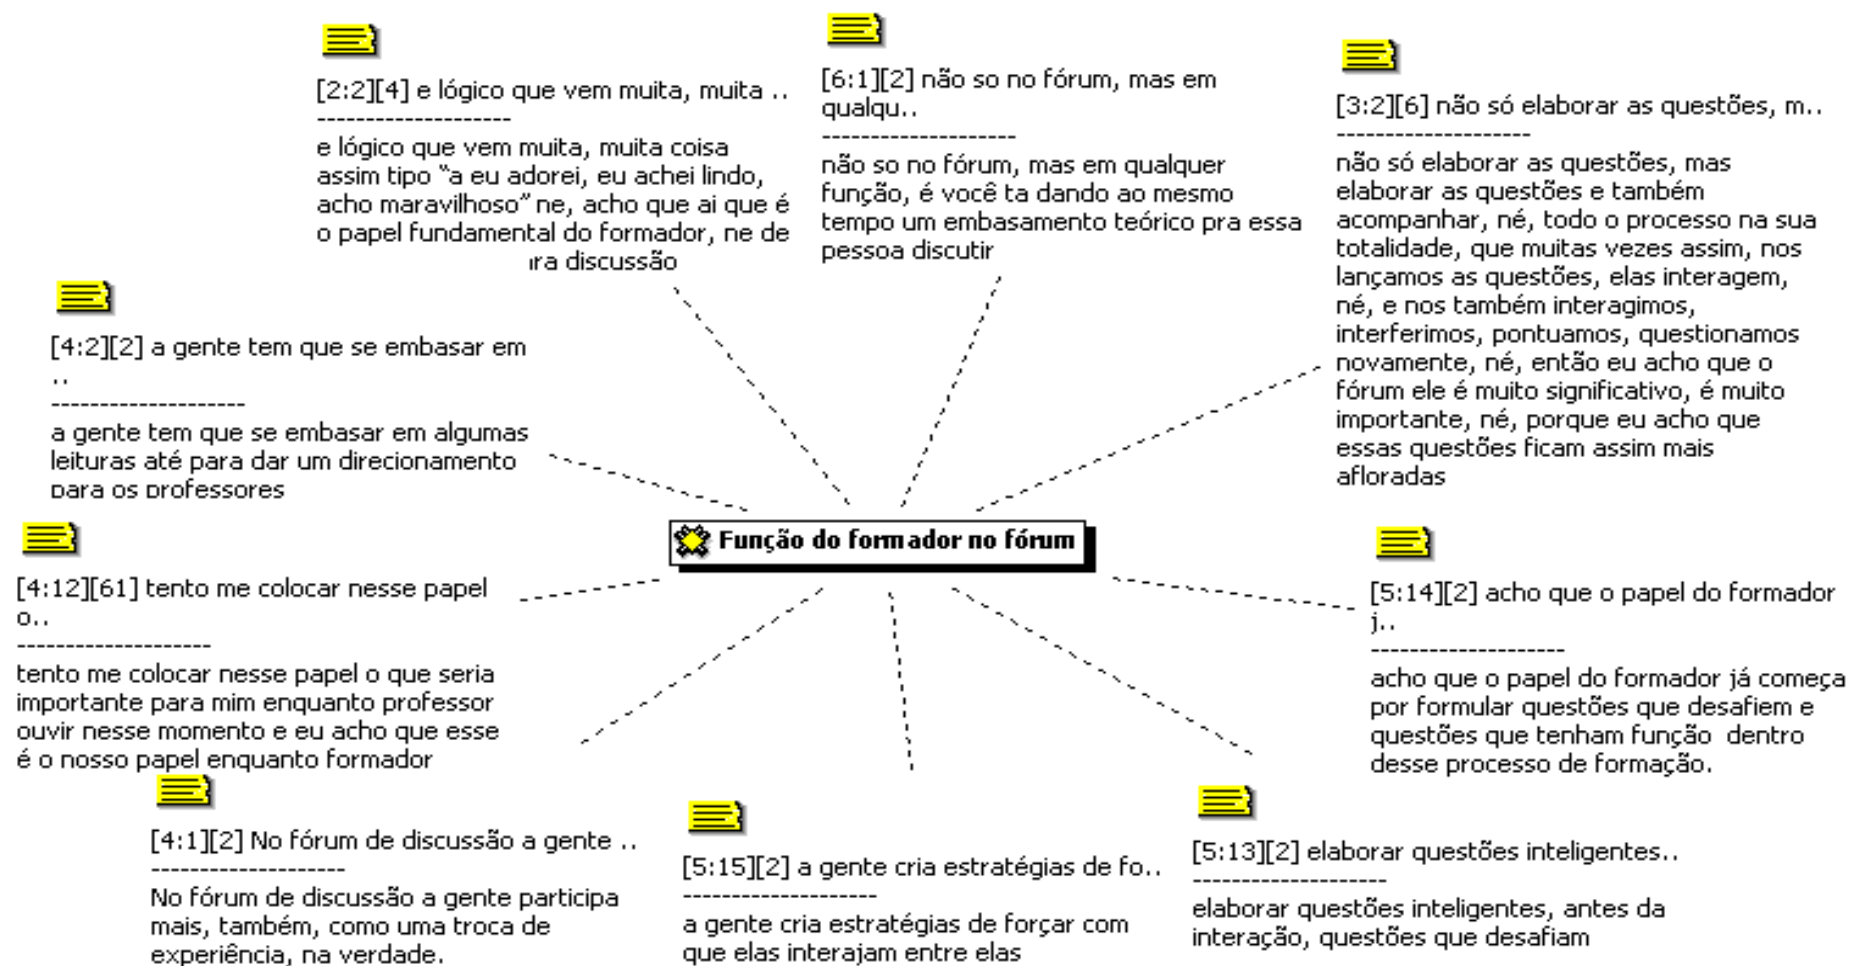 [2:2][4] e lógico que vem muita, muita ..
--------------------
e lógico que vem muita, muita coisa
assim tipo “a eu adorei, eu achei lindo,
acho maravilhoso” ne, acho que ai que é
o papel fundamental do formador, ne de
discussão
[6:1][2] não so no fórum, mas em
qualqu..
--------------------
não so no fórum, mas em qualquer
função, é você ta dando ao mesmo
tempo um embasamento teórico pra essa
pessoa discutir
[3:2][6] não só elaborar as questões, m..
--------------------
não só elaborar as questões, mas
elaborar as questões e também
acompanhar, né, todo o processo na sua
totalidade, que muitas vezes assim, nos
lançamos as questões, elas interagem,
né, e nos também interagimos,
interferimos, pontuamos, questionamos
novamente, né, então eu acho que o
fórum ele é muito significativo, é muito
importante, né, porque eu acho que
essas questões ficam assim mais
afloradas
[4:2][2] a gente tem que se embasar em
..
--------------------
a gente tem que se embasar em algumas
leituras até para dar um direcionamento
para os professores
Função do formador no fórum
[4:12][61] tento me colocar nesse papel
o..
--------------------
tento me colocar nesse papel o que seria
importante para mim enquanto professor
ouvir nesse momento e eu acho que esse
é o nosso papel enquanto formador
[5:14][2] acho que o papel do formador
j..
--------------------
acho que o papel do formador já começa
por formular questões que desafiem e
questões que tenham função dentro
desse processo de formação.
[4:1][2] No fórum de discussão a gente ..
--------------------
No fórum de discussão a gente participa
mais, também, como uma troca de
experiência, na verdade.
[5:15][2] a gente cria estratégias de fo..
--------------------
a gente cria estratégias de forçar com
que elas interajam entre elas
[5:13][2] elaborar questões inteligentes..
--------------------
elaborar questões inteligentes, antes da
interação, questões que desafiam